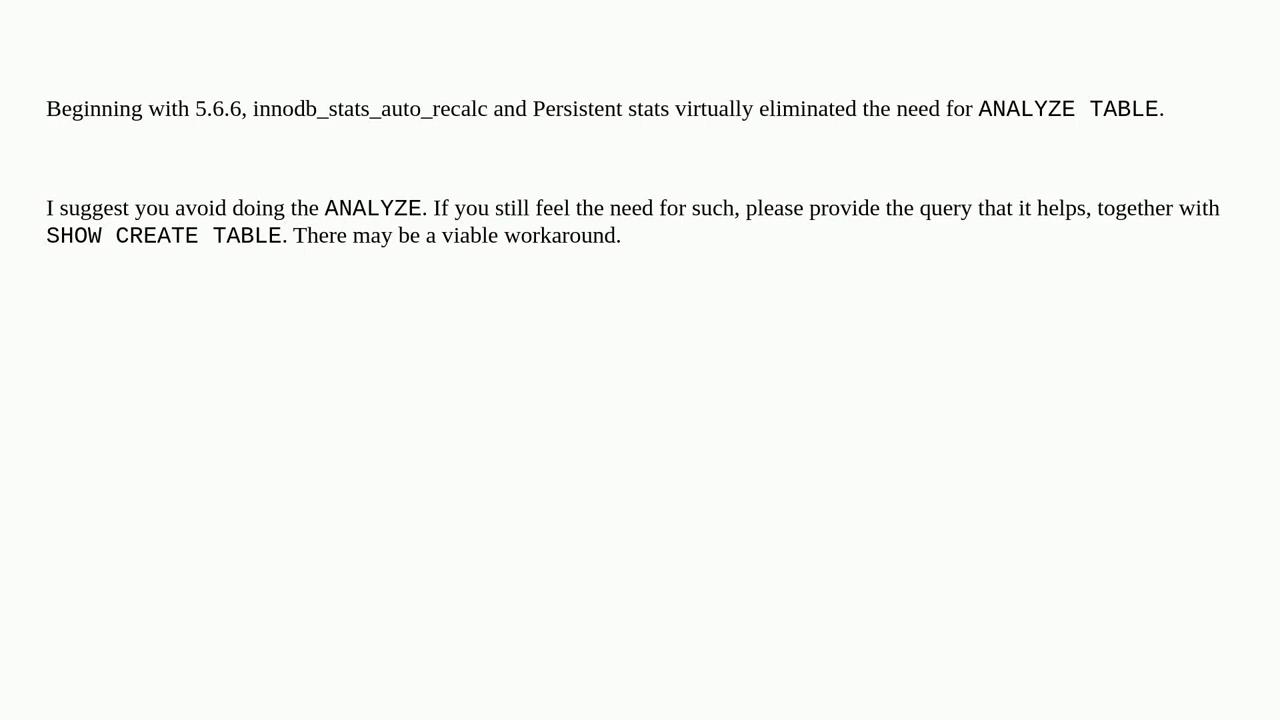 Beginning with 5.6.6, innodb_stats_auto_recalc and Persistent stats virtually eliminated the need for ANALYZE TABLE.
I suggest you avoid doing the ANALYZE. If you still feel the need for such, please provide the query that it helps, together with
SHOW CREATE TABLE. There may be a viable workaround.